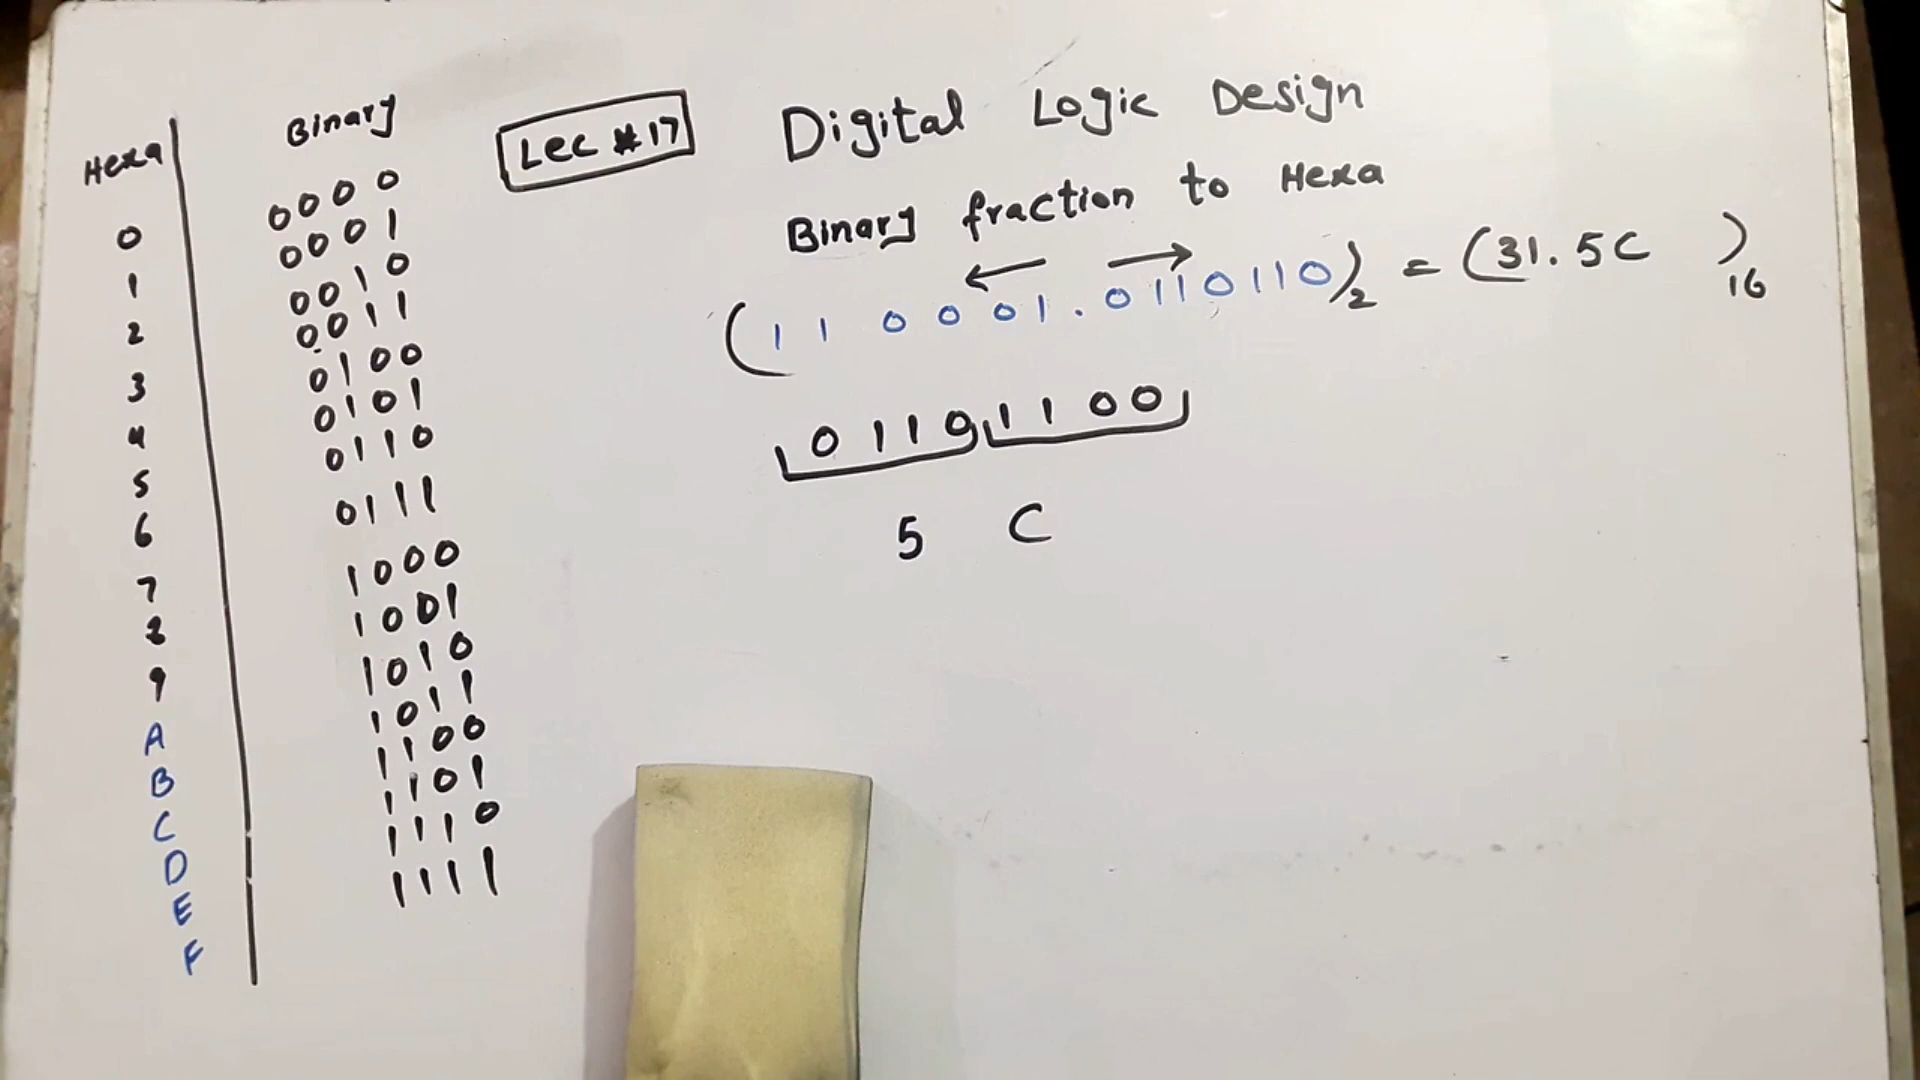 Hexa Binary
0 0000
1 0001
2 0010
3 0011
4 0100
5 0101
6 0110
7 0111
8 1000
9 1001
A 1010
B 1011
C 1100
D 1101
E 1110
F 1111
Lec #17
Digital Logic Design
Binary fraction to Hexa
← →
(110001.0110110)2 = (31.5C )16
0110 1100
5 C